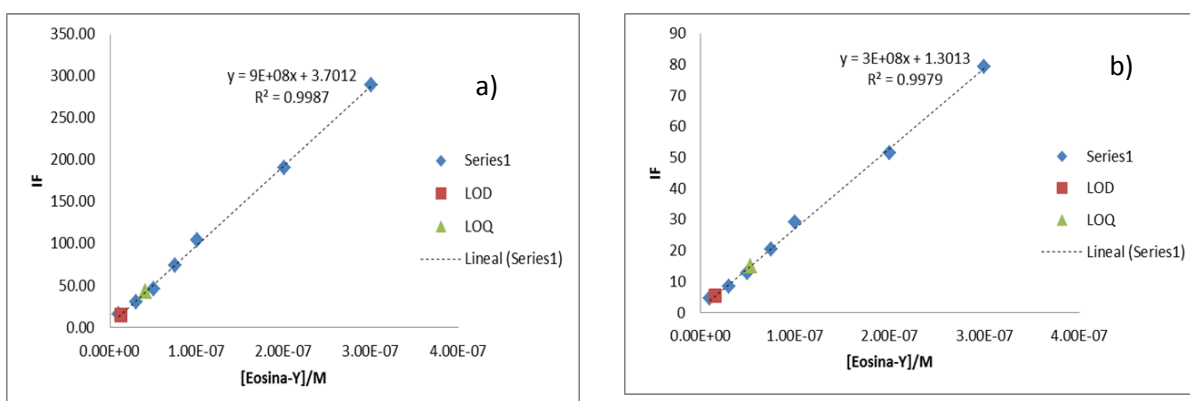 350.00
300.00
250.00
200.00
150.00
100.00
50.00
0.00
IF
y = 9E+08x + 3.7012
R² = 0.9987
a)
Series1
LOD
LOQ
Lineal (Series1)
0.00E+00 1.00E-07 2.00E-07 3.00E-07 4.00E-07
[Eosina-Y]/M
90
80
70
60
50
40
30
20
10
0
IF
y = 3E+08x + 1.3013
R² = 0.9979
b)
Series1
LOD
LOQ
Lineal (Series1)
0.00E+00 1.00E-07 2.00E-07 3.00E-07 4.00E-07
[Eosina-Y]/M